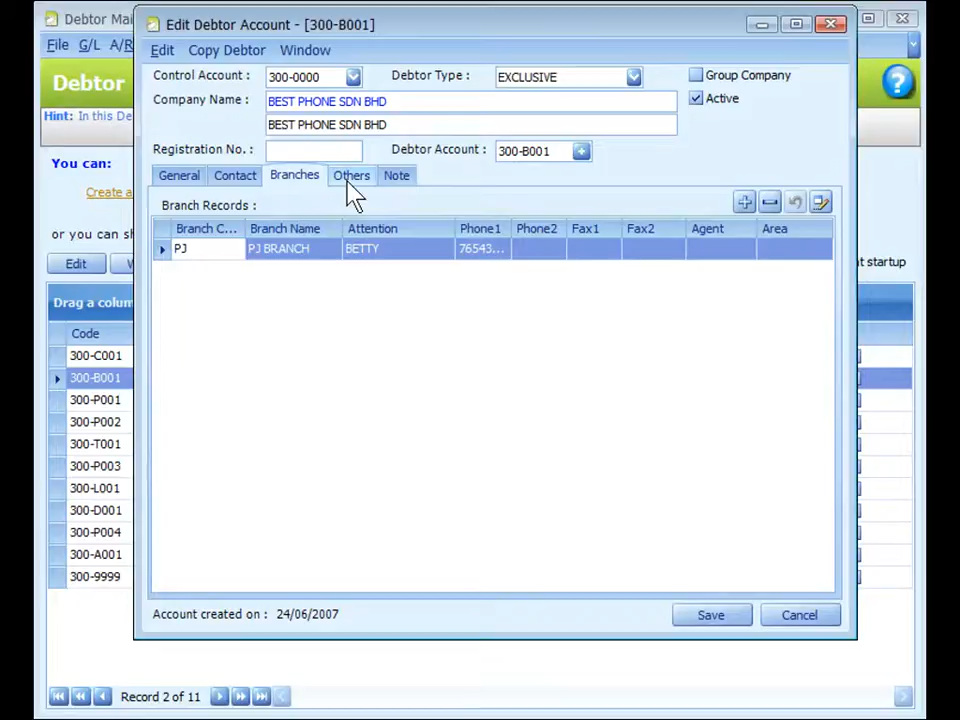 Debtor Mai
Edit Debtor Account - [300-B001]
File G/L A/R
Edit Copy Debtor Window
Debtor
Control Account : 300-0000 Debtor Type : EXCLUSIVE Group Company
Company Name : BEST PHONE SDN BHD Active
Hint: In this De
BEST PHONE SDN BHD
Registration No. : Debtor Account : 300-B001
You can:
General Contact Branches Others Note
Create a
Branch Records :
or you can sh
Branch C... Branch Name Attention Phone1 Phone2 Fax1 Fax2 Agent Area
PJ PJ BRANCH BETTY 76543...
Edit
t startup
Drag a colum
Code
300-C001
300-B001
300-P001
300-P002
300-T001
300-P003
300-L001
300-D001
300-P004
300-A001
300-9999
Account created on : 24/06/2007 Save Cancel
Record 2 of 11